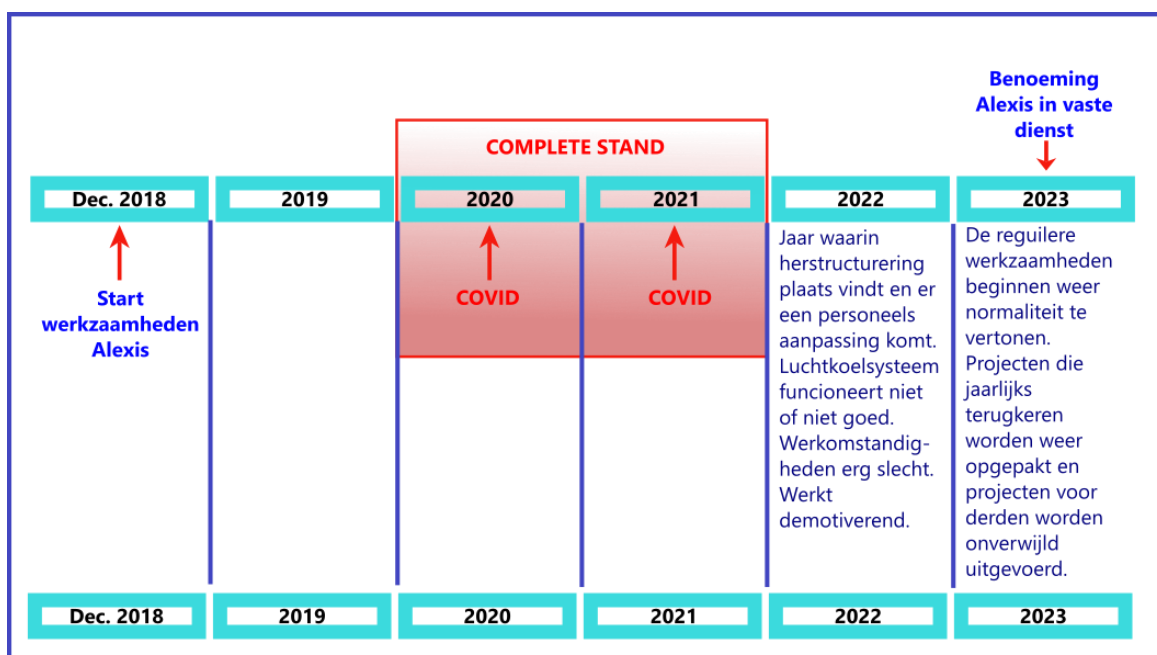 Benoeming
Alexis in vaste
dienst
COMPLETE STAND
Dec. 2018
2019
2020
2021
2022
2023
Start
werkzaamheden
Alexis
COVID
COVID
Jaar waarin
herstructurering
plaats vindt en er
een personeels
aanpassing komt.
Luchtkoelsysteem
funcioneert niet
of niet goed.
Werkomstandig-
heden erg slecht.
Werkt
demotiverend.
De reguilere
werkzaamheden
beginnen weer
normaliteit te
vertonen.
Projecten die
jaarlijks
terugkeren
worden weer
opgepakt en
projecten voor
derden worden
onverwijld
uitgevoerd.
Dec. 2018
2019
2020
2021
2022
2023